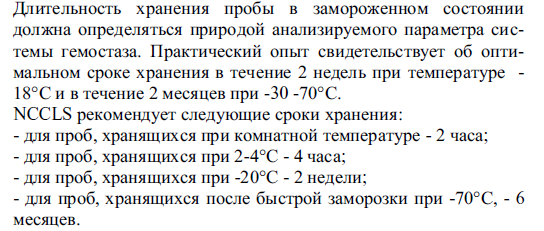 Длительность хранения пробы в замороженном состоянии
должна определяться природой анализируемого параметра сис-
темы гемостаза. Практический опыт свидетельствует об опти-
мальном сроке хранения в течение 2 недель при температуре -
18°С и в течение 2 месяцев при -30 -70°С.
NCCLS рекомендует следующие сроки хранения:
- для проб, хранящихся при комнатной температуре - 2 часа;
- для проб, хранящихся при 2-4°С - 4 часа;
- для проб, хранящихся при -20°С - 2 недели;
- для проб, хранящихся после быстрой заморозки при -70°С, - 6
месяцев.